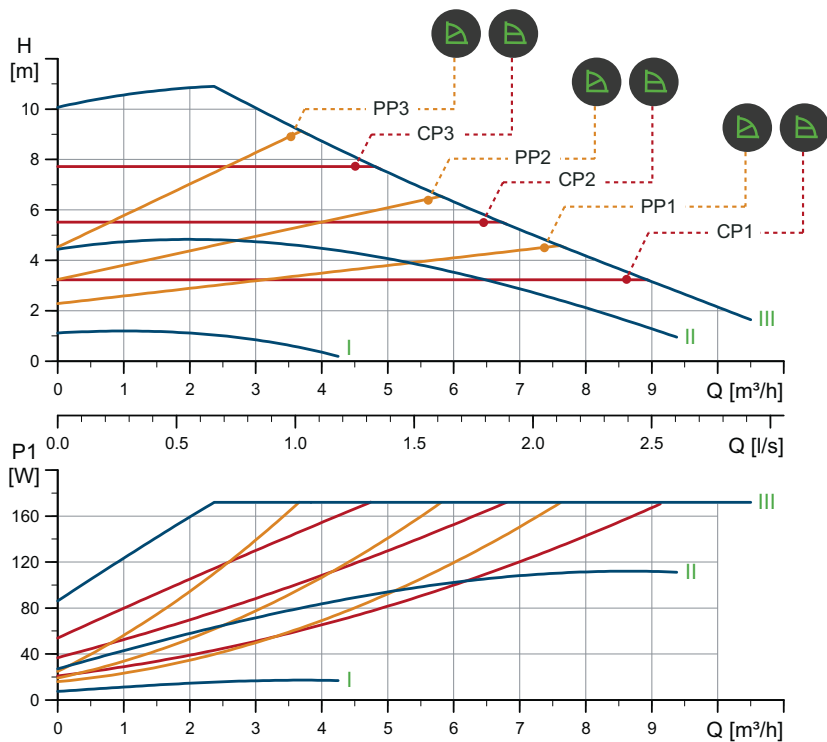 H
[m]
10
8
6
4
2
0
PP3
CP3
PP2
CP2
PP1
CP1
III
II
I
0 1 2 3 4 5 6 7 8 9 Q [m³/h]
0.0 0.5 1.0 1.5 2.0 2.5 Q [l/s]
P1
[W]
160
120
80
40
0
III
II
I
0 1 2 3 4 5 6 7 8 9 Q [m³/h]